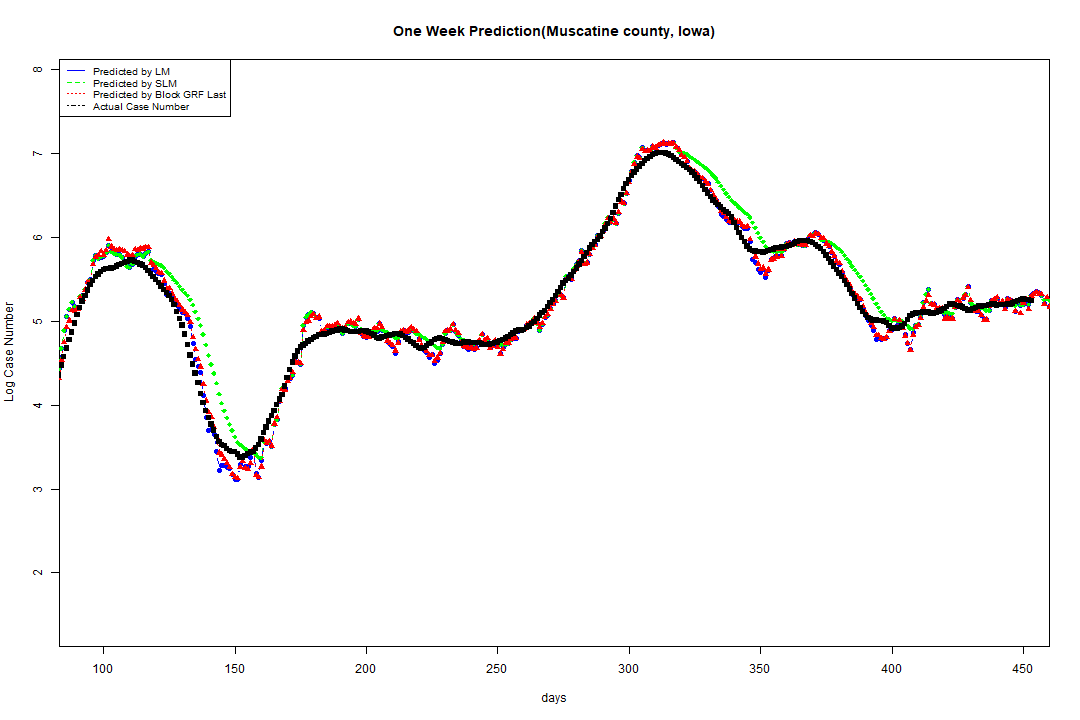 One Week Prediction(Muscatine county, Iowa)
Predicted by LM
Predicted by SLM
Predicted by Block GRF Last
Actual Case Number
8
7
6
5
4
3
2
Log Case Number
100 150 200 250 300 350 400 450
days